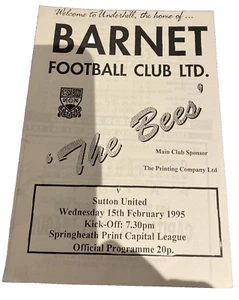 Welcome to Underhill, the home of ...
BARNET
FOOTBALL CLUB LTD.
'The Bees'
Main Club Sponsor
The Printing Company Ltd
v
Sutton United
Wednesday 15th February 1995
Kick-Off: 7.30pm
Springheath Print Capital League
Official Programme 20p.